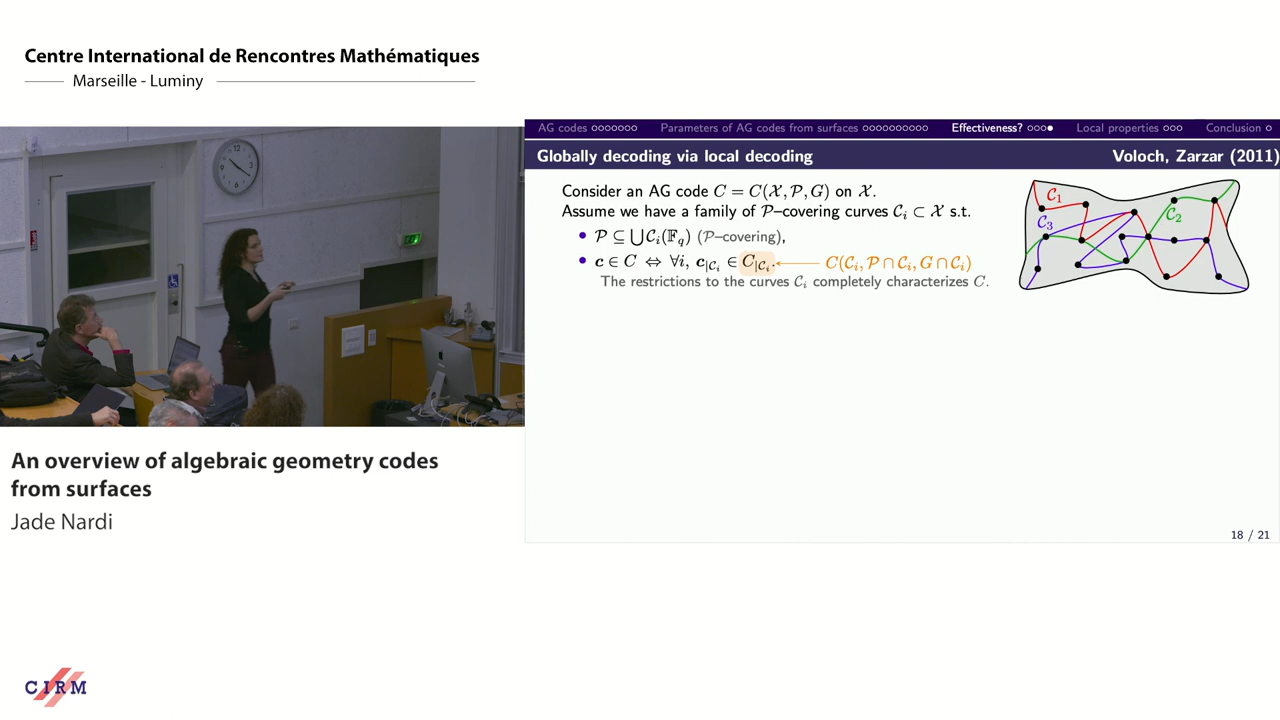 Centre International de Rencontres Mathématiques
Marseille - Luminy
AG codes Parameters of AG codes from surfaces Effectiveness? Local properties Conclusion
Globally decoding via local decoding Voloch, Zarzar (2011)
Consider an AG code C = C(𝒳, 𝒫, G) on 𝒳.
Assume we have a family of 𝒫–covering curves 𝒞ᵢ ⊂ 𝒳 s.t.
• 𝒫 ⊆ ⋃𝒞ᵢ(𝔽_q) (𝒫–covering),
• c ∈ C ⇔ ∀i, c|𝒞ᵢ ∈ C|𝒞ᵢ. ← C(𝒞ᵢ, 𝒫 ∩ 𝒞ᵢ, G ∩ 𝒞ᵢ)
The restrictions to the curves 𝒞ᵢ completely characterizes C.
𝒞₁
𝒞₂
𝒞₃
18 / 21
An overview of algebraic geometry codes
from surfaces
Jade Nardi
CIRM